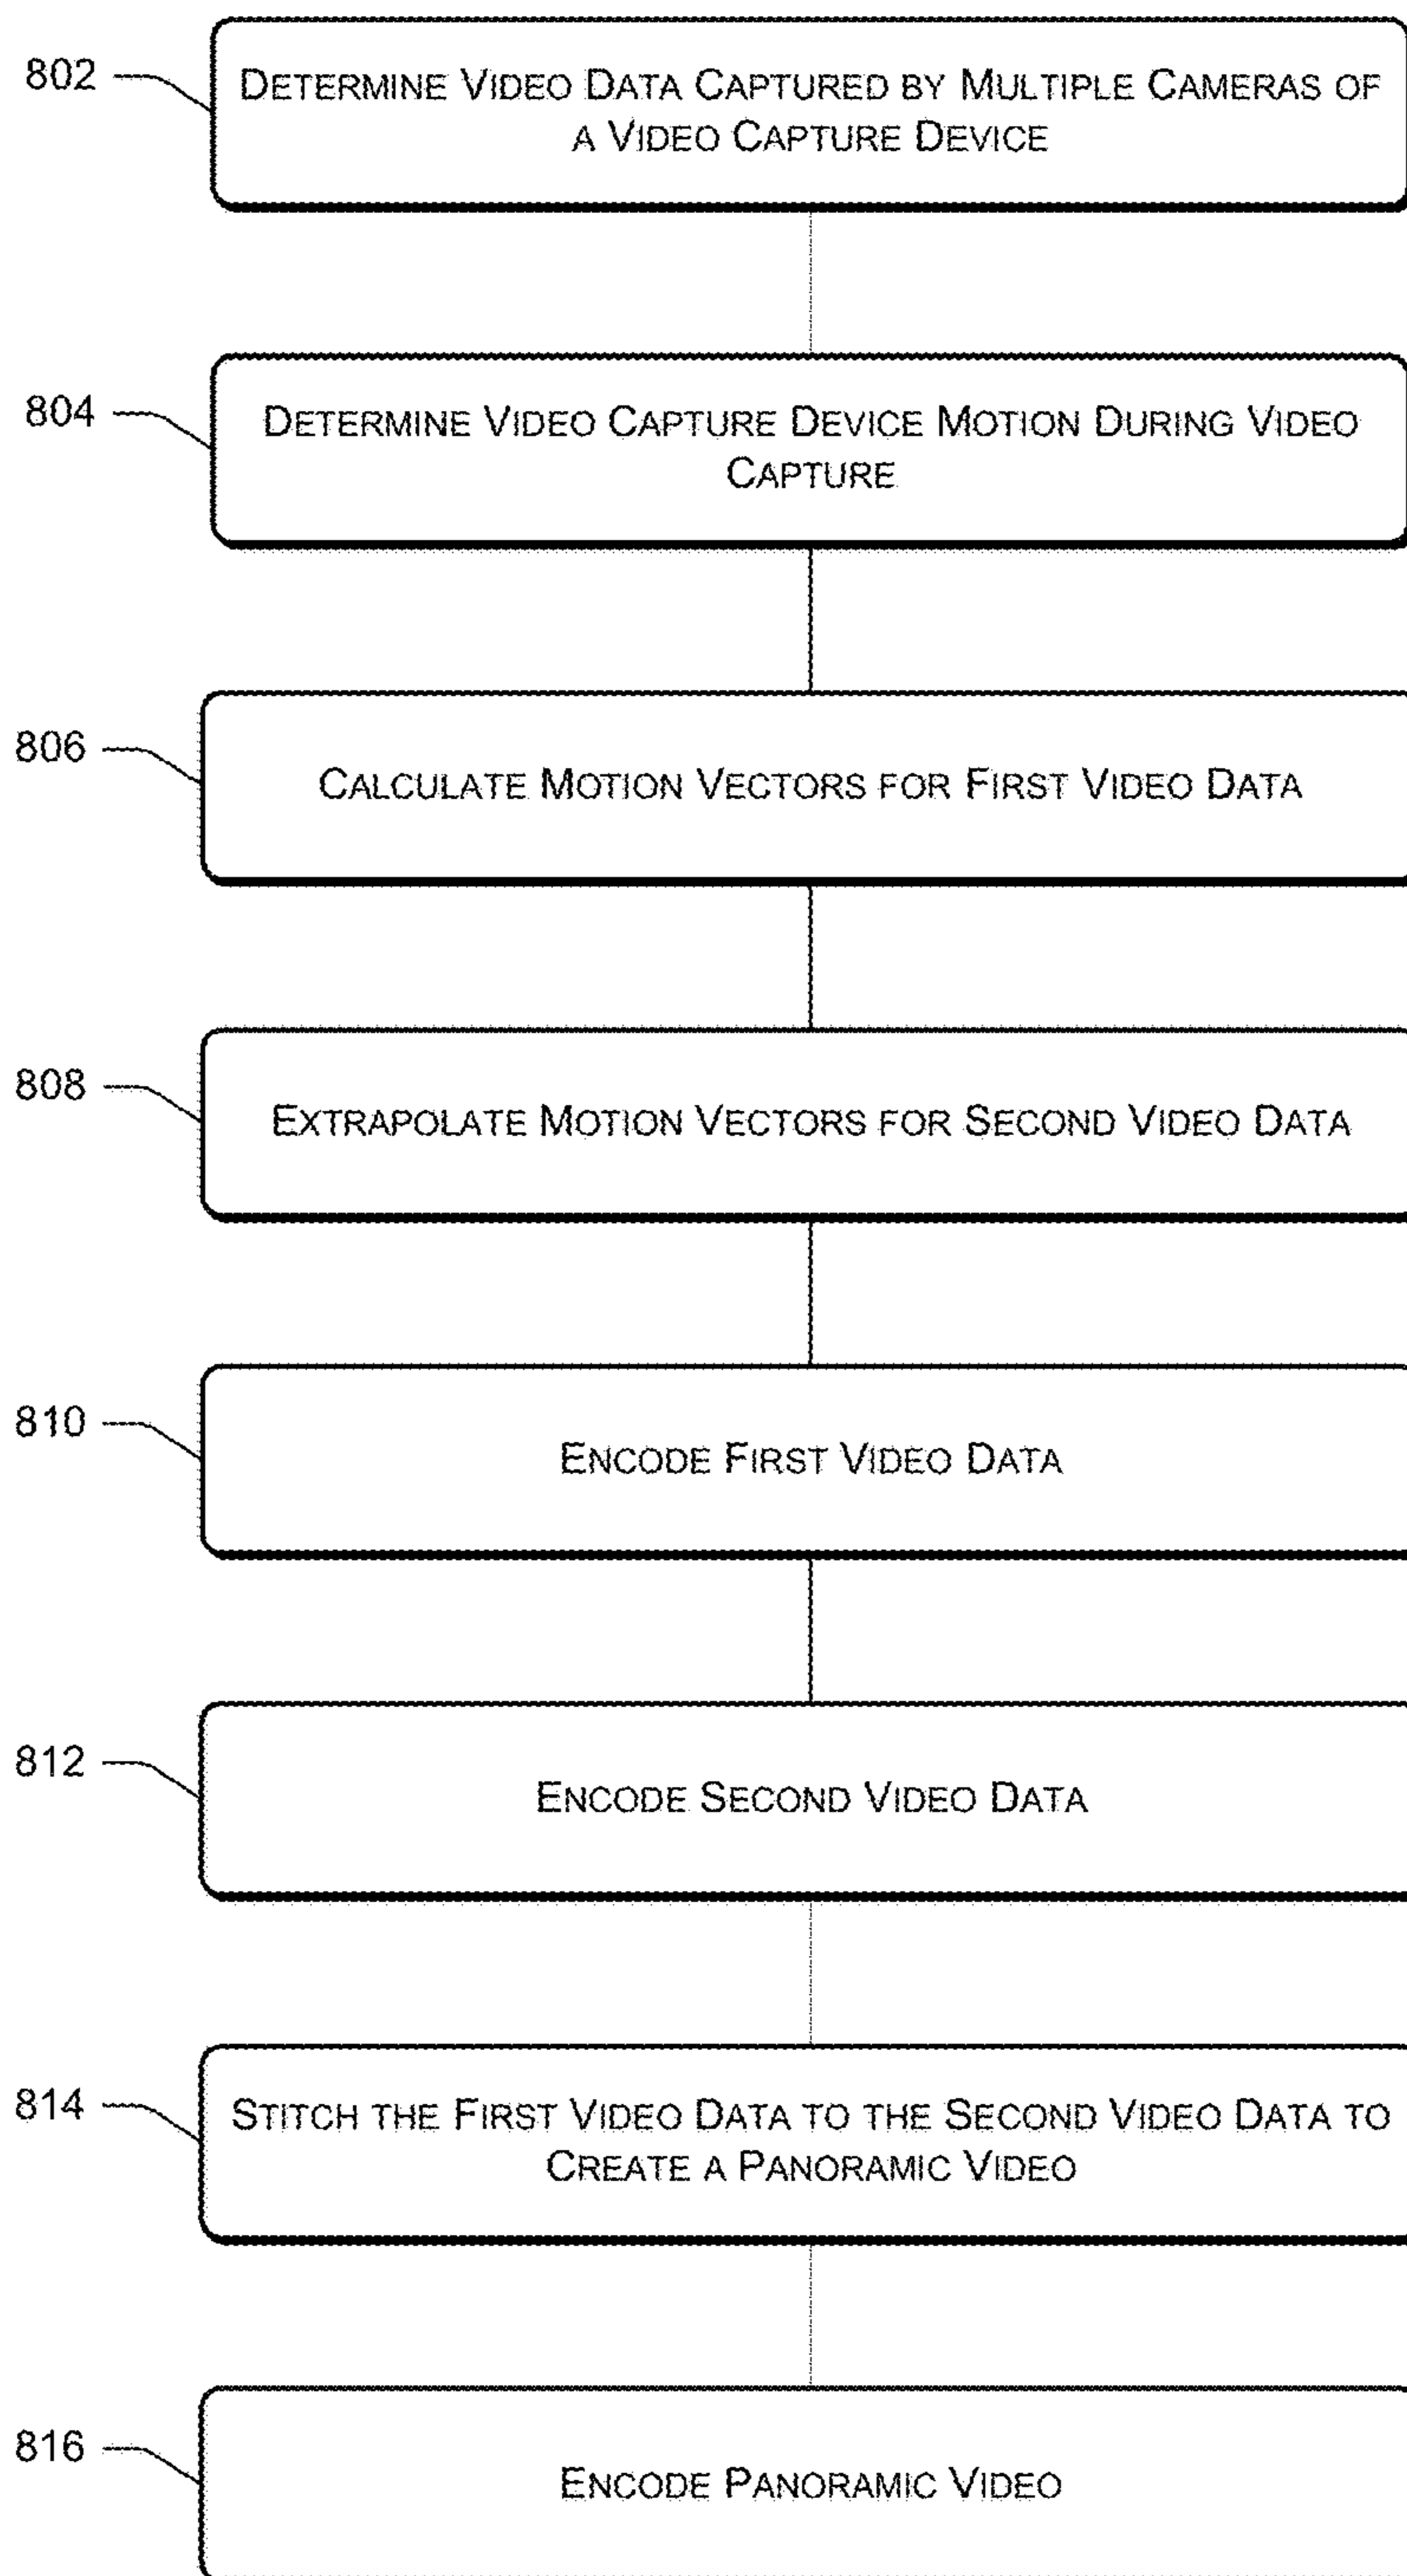 802
DETERMINE VIDEO DATA CAPTURED BY MULTIPLE CAMERAS OF
A VIDEO CAPTURE DEVICE
804
DETERMINE VIDEO CAPTURE DEVICE MOTION DURING VIDEO
CAPTURE
806
CALCULATE MOTION VECTORS FOR FIRST VIDEO DATA
808
EXTRAPOLATE MOTION VECTORS FOR SECOND VIDEO DATA
810
ENCODE FIRST VIDEO DATA
812
ENCODE SECOND VIDEO DATA
814
STITCH THE FIRST VIDEO DATA TO THE SECOND VIDEO DATA TO
CREATE A PANORAMIC VIDEO
816
ENCODE PANORAMIC VIDEO